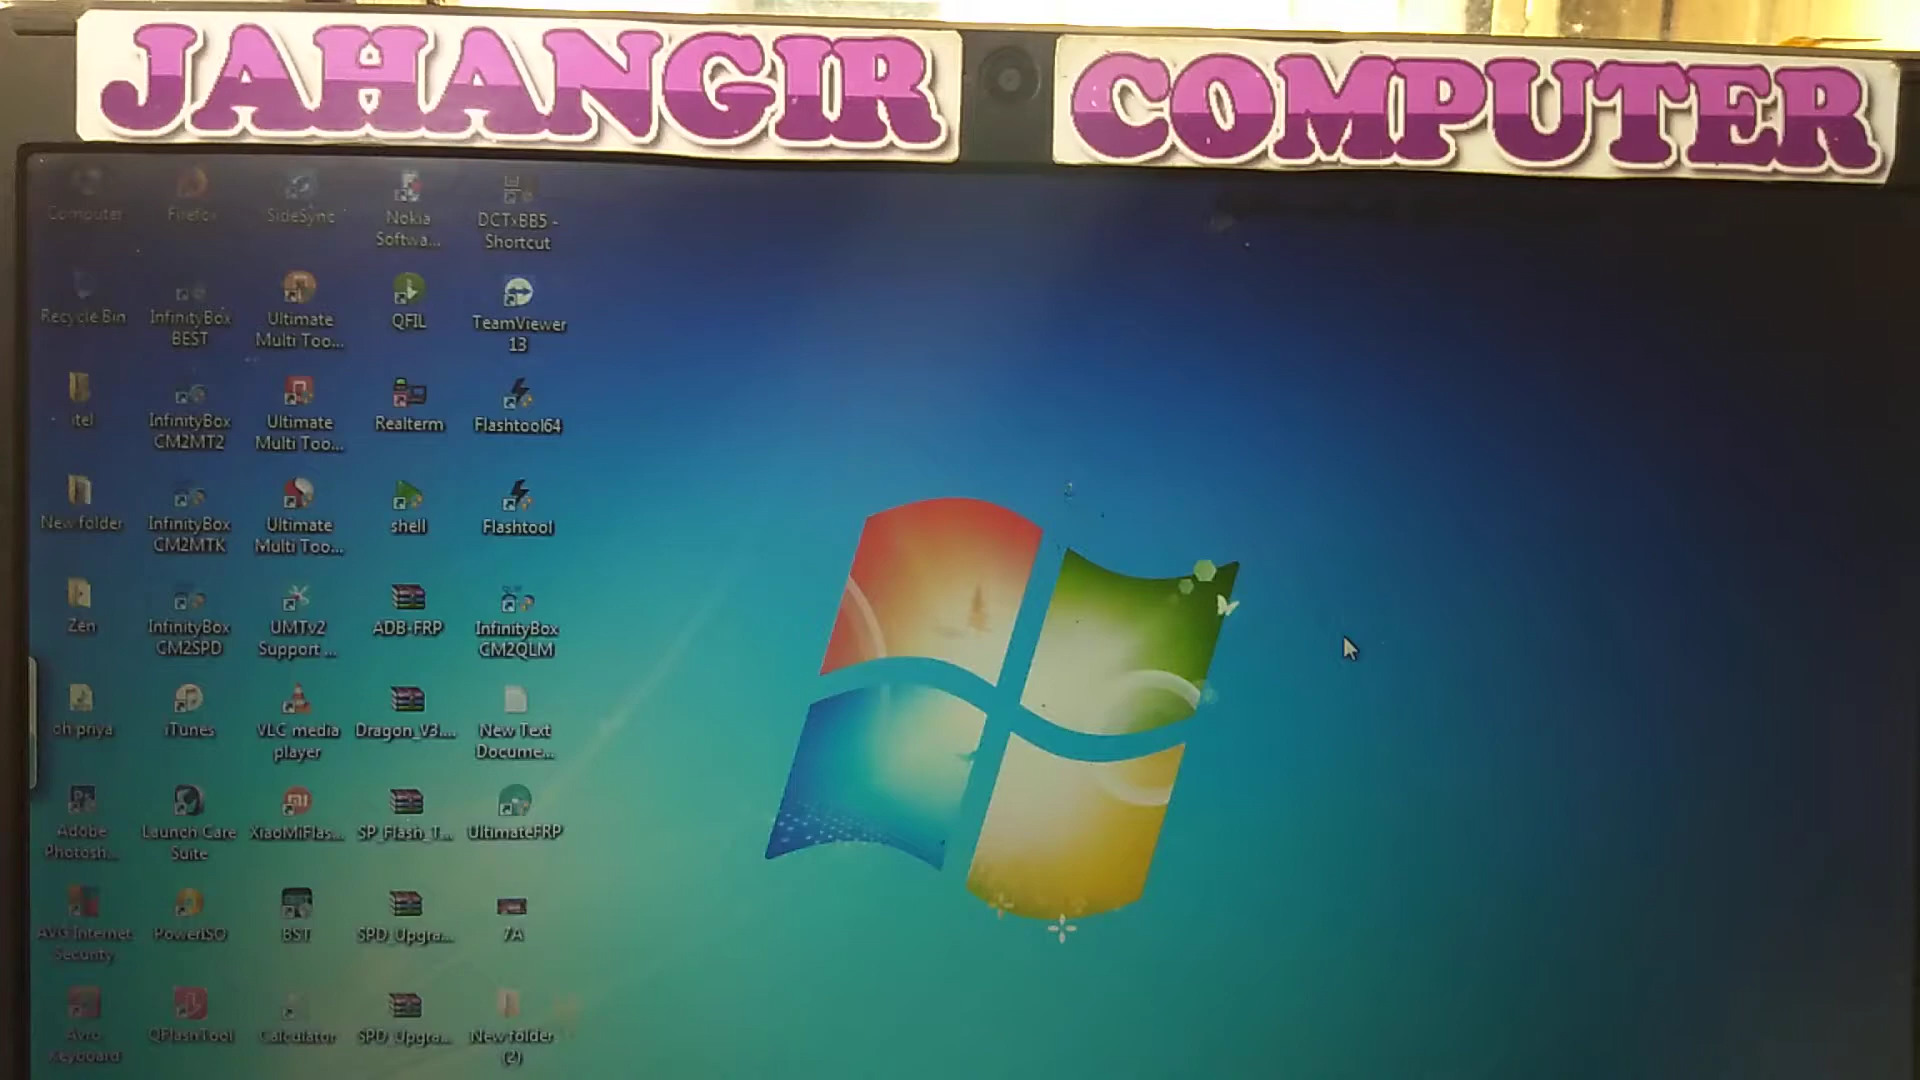 JAHANGIR COMPUTER
Computer
Firefox
SideSync
Nokia
Softwa...
DCTxBB5 -
Shortcut
Recycle Bin
InfinityBox
BEST
Ultimate
Multi Too...
QFIL
TeamViewer
13
itel
InfinityBox
CM2MT2
Ultimate
Multi Too...
Realterm
Flashtool64
New folder
InfinityBox
CM2MTK
Ultimate
Multi Too...
shell
Flashtool
Zen
InfinityBox
CM2SPD
UMTv2
Support ...
ADB-FRP
InfinityBox
CM2QLM
oh priya
iTunes
VLC media
player
Dragon_V3....
New Text
Docume...
Adobe
Photosh...
Launch Care
Suite
XiaoMiFlas...
SP_Flash_T...
UltimateFRP
AVG Internet
Security
PowerISO
BST
SPD_Upgra...
7A
Avro
Keyboard
QFlashTool
Calculator
SPD_Upgra...
New folder
(2)